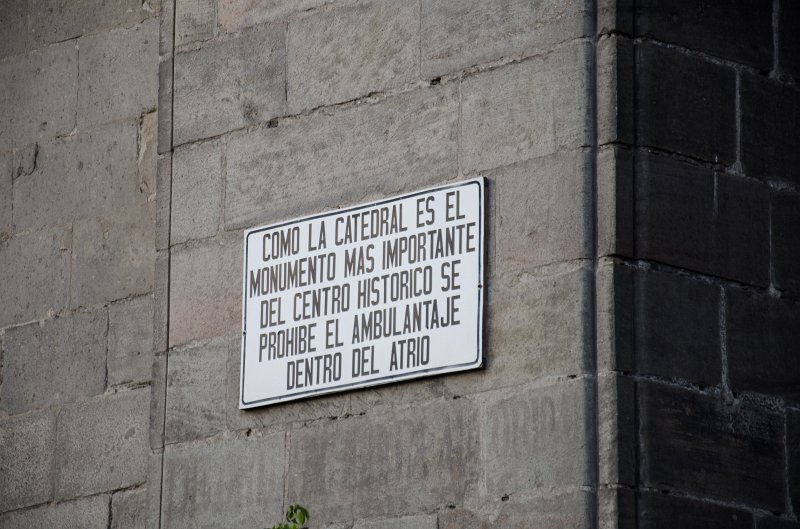 COMO LA CATEDRAL ES EL
MONUMENTO MAS IMPORTANTE
DEL CENTRO HISTORICO SE
PROHIBE EL AMBULANTAJE
DENTRO DEL ATRIO